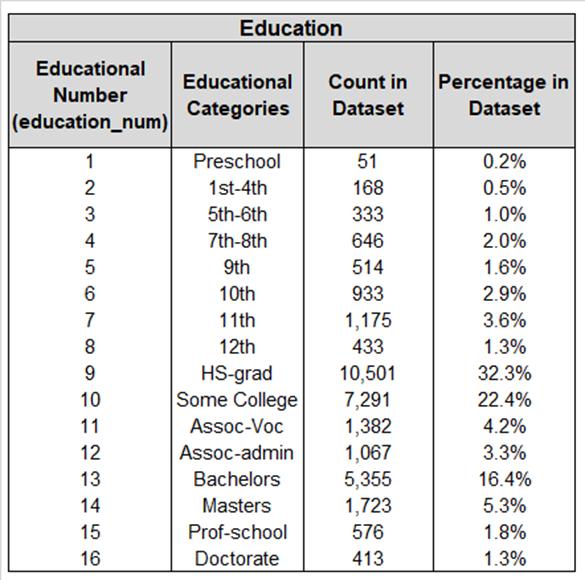 Education
Educational Number (education_num) Educational Categories Count in Dataset Percentage in Dataset
1 Preschool 51 0.2%
2 1st-4th 168 0.5%
3 5th-6th 333 1.0%
4 7th-8th 646 2.0%
5 9th 514 1.6%
6 10th 933 2.9%
7 11th 1,175 3.6%
8 12th 433 1.3%
9 HS-grad 10,501 32.3%
10 Some College 7,291 22.4%
11 Assoc-Voc 1,382 4.2%
12 Assoc-admin 1,067 3.3%
13 Bachelors 5,355 16.4%
14 Masters 1,723 5.3%
15 Prof-school 576 1.8%
16 Doctorate 413 1.3%